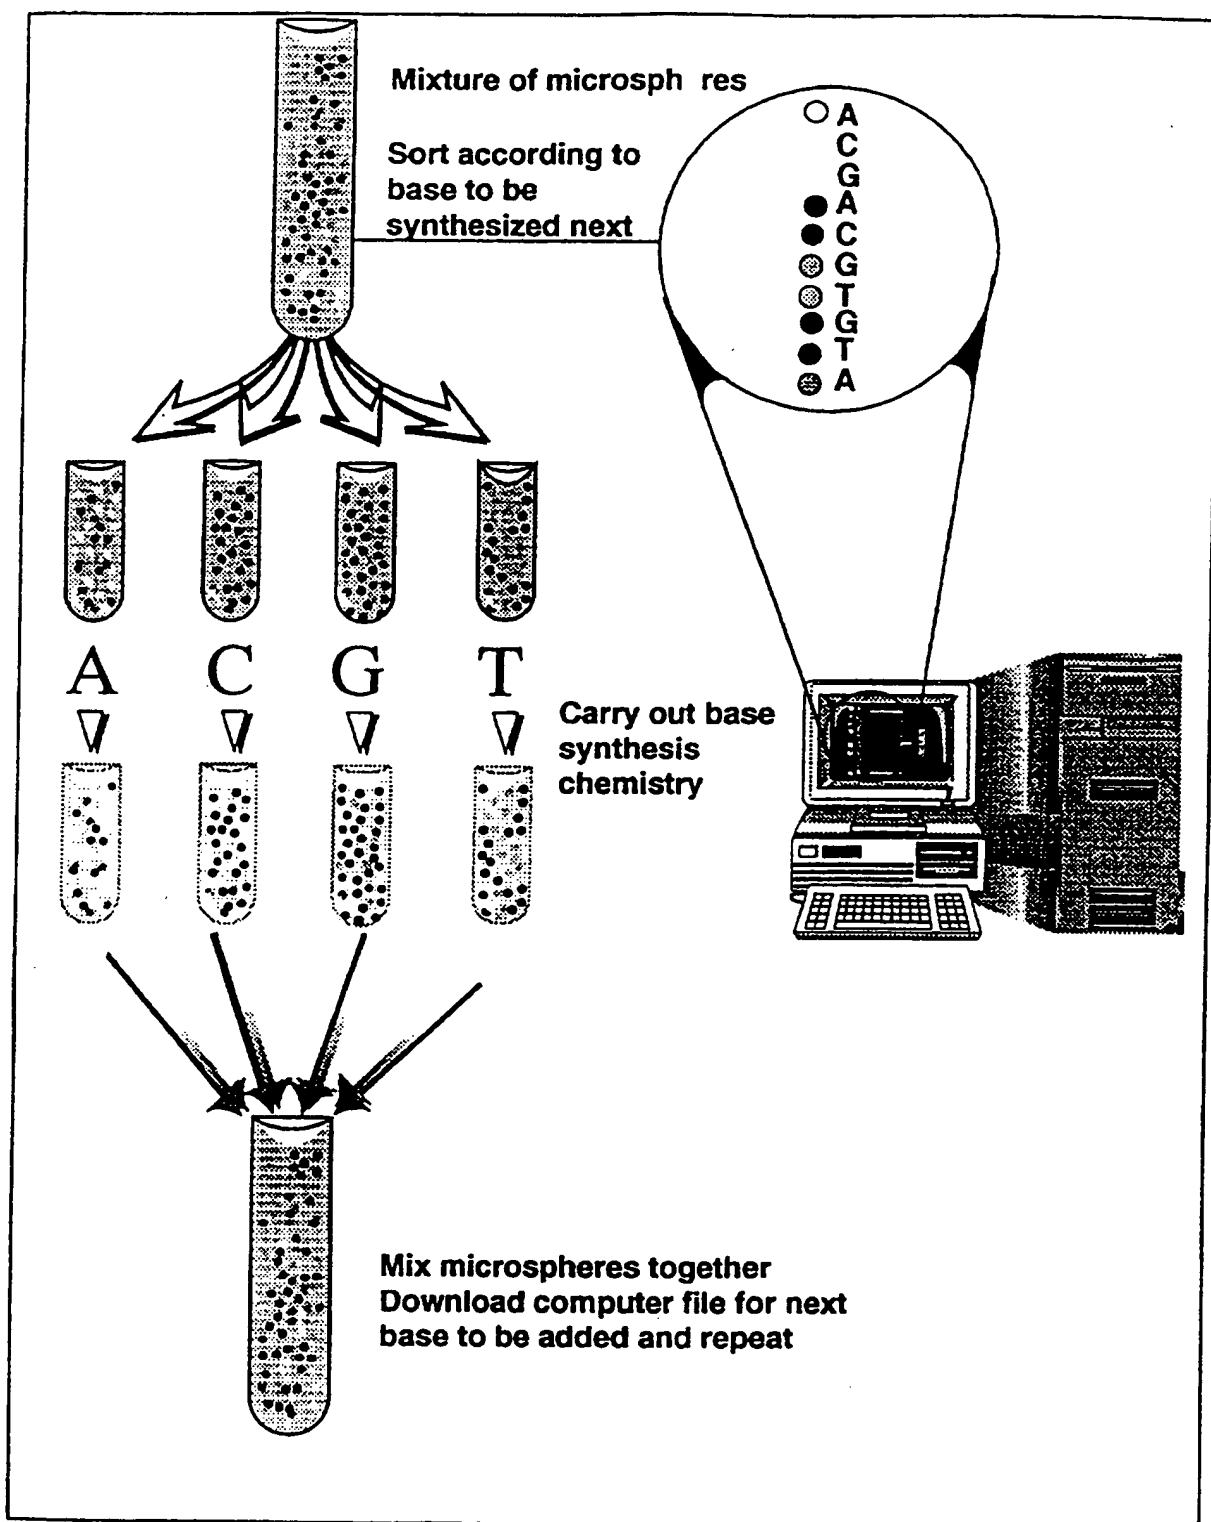 Mixture of microsph res
Sort according to
base to be
synthesized next
A
C
G
A
C
G
T
G
T
A
A C G T
Carry out base
synthesis
chemistry
Mix microspheres together
Download computer file for next
base to be added and repeat